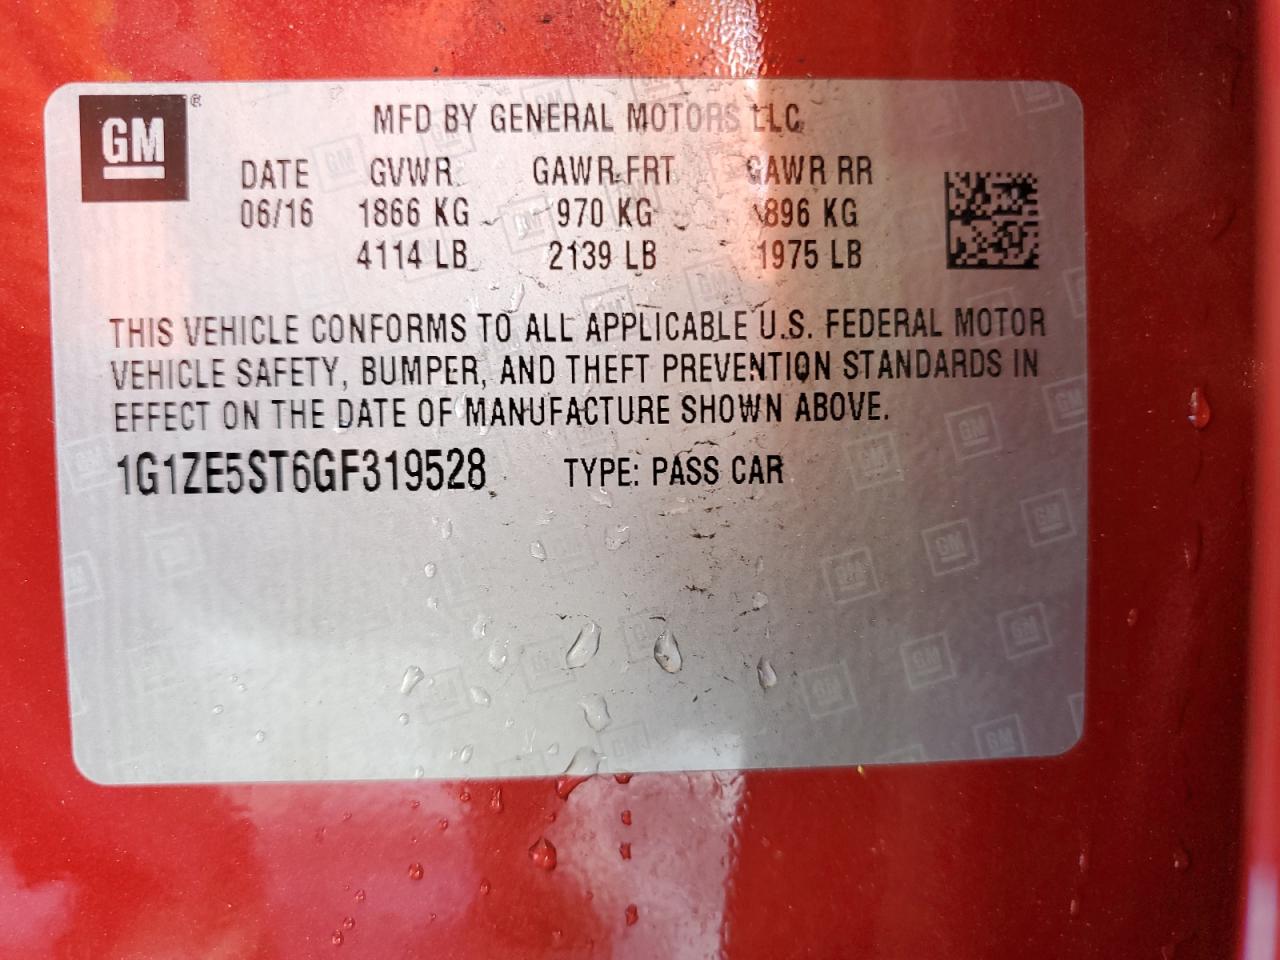 GM ®
MFD BY GENERAL MOTORS LLC
DATE GVWR GAWR FRT GAWR RR
06/16 1866 KG 970 KG 896 KG
4114 LB 2139 LB 1975 LB
THIS VEHICLE CONFORMS TO ALL APPLICABLE U.S. FEDERAL MOTOR
VEHICLE SAFETY, BUMPER, AND THEFT PREVENTION STANDARDS IN
EFFECT ON THE DATE OF MANUFACTURE SHOWN ABOVE.
1G1ZE5ST6GF319528 TYPE: PASS CAR